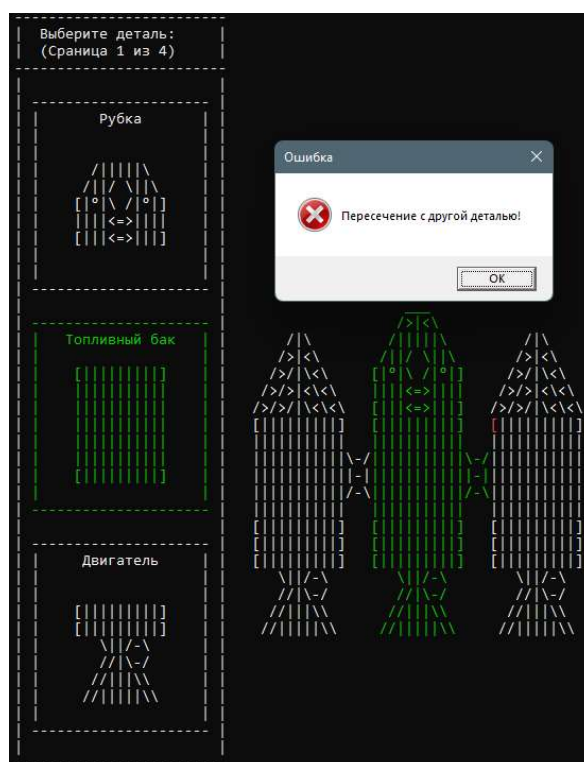 Выберите деталь:
(Сраница 1 из 4)
Рубка
Ошибка
Пересечение с другой деталью!
OK
Топливный бак
Двигатель